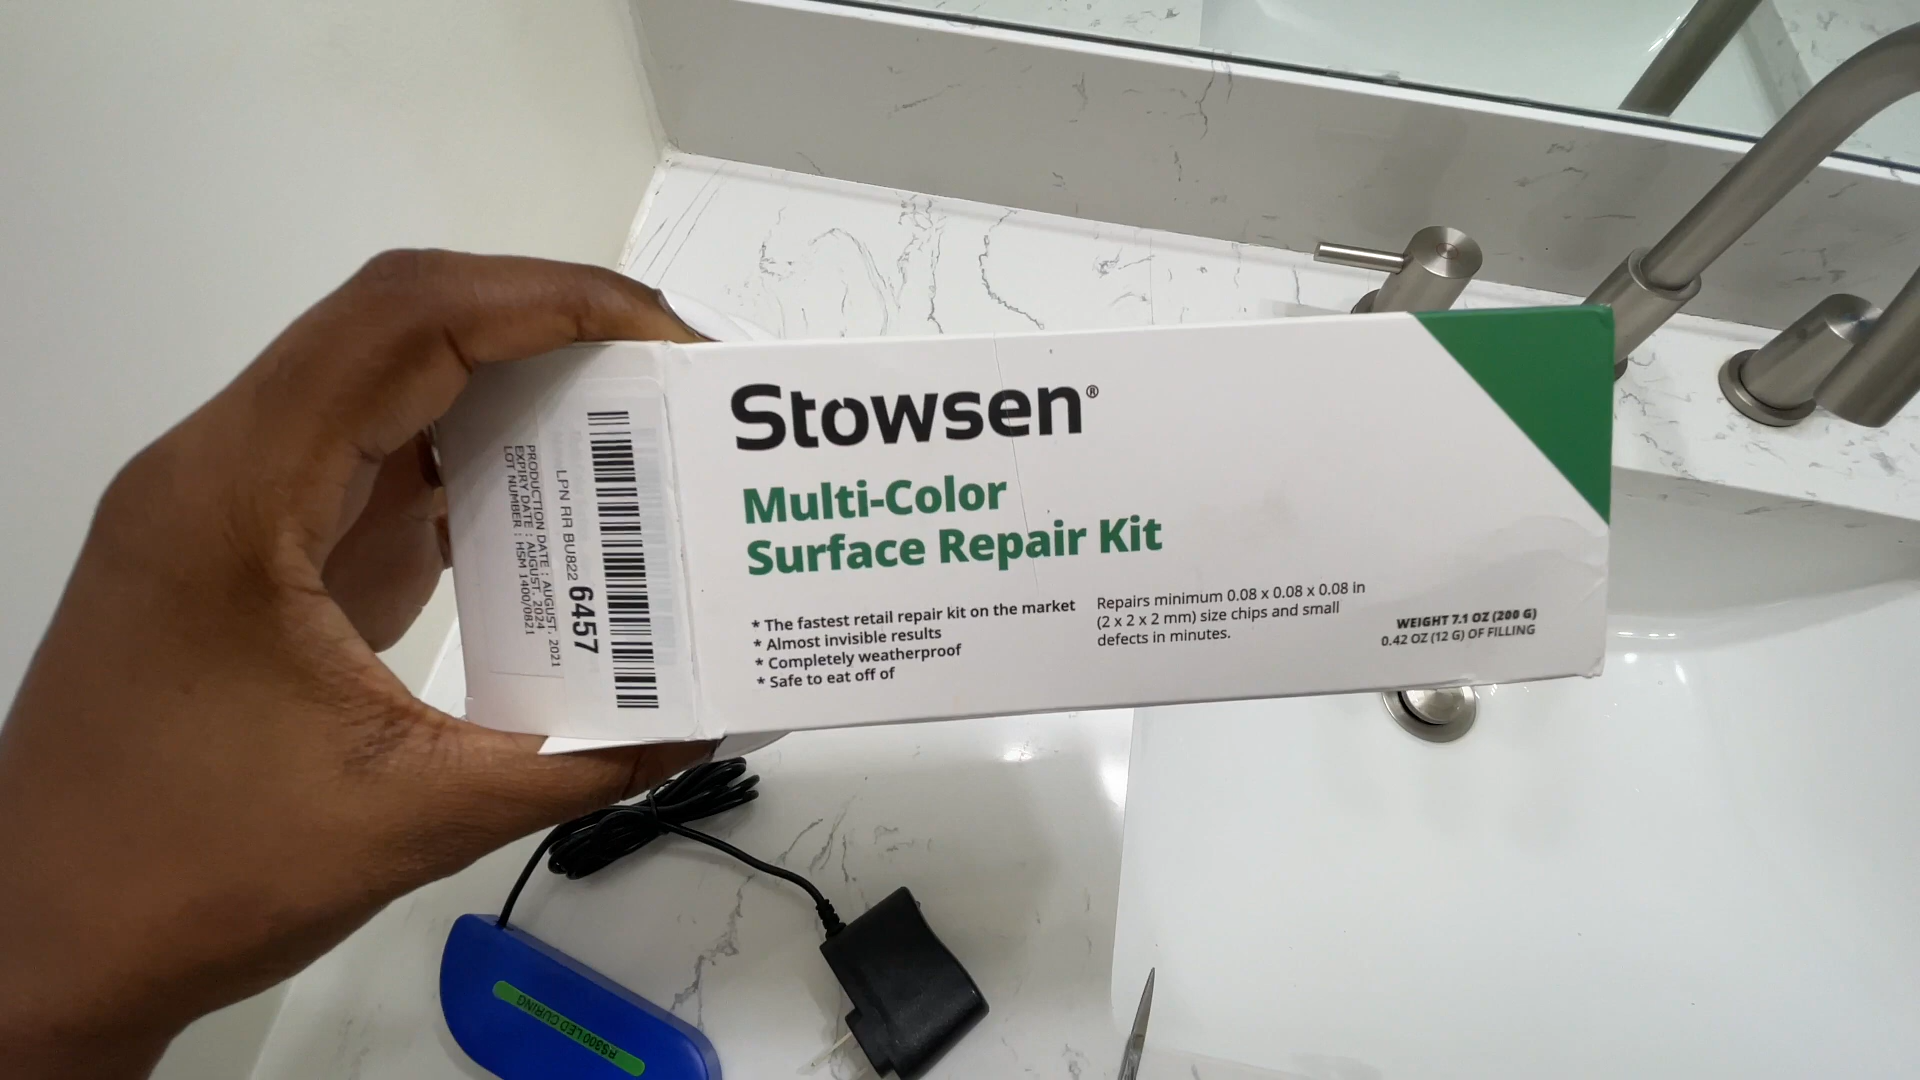 Stowsen®
Multi-Color
Surface Repair Kit
* The fastest retail repair kit on the market
* Almost invisible results
* Completely weatherproof
* Safe to eat off of
Repairs minimum 0.08 x 0.08 x 0.08 in
(2 x 2 x 2 mm) size chips and small
defects in minutes.
WEIGHT 7.1 OZ (200 G)
0.42 OZ (12 G) OF FILLING
LPN RR BU822 6457
PRODUCTION DATE : AUGUST, 2021
EXPIRY DATE : AUGUST, 2024
LOT NUMBER : HSM 1400/0821
RS300 LED CURING